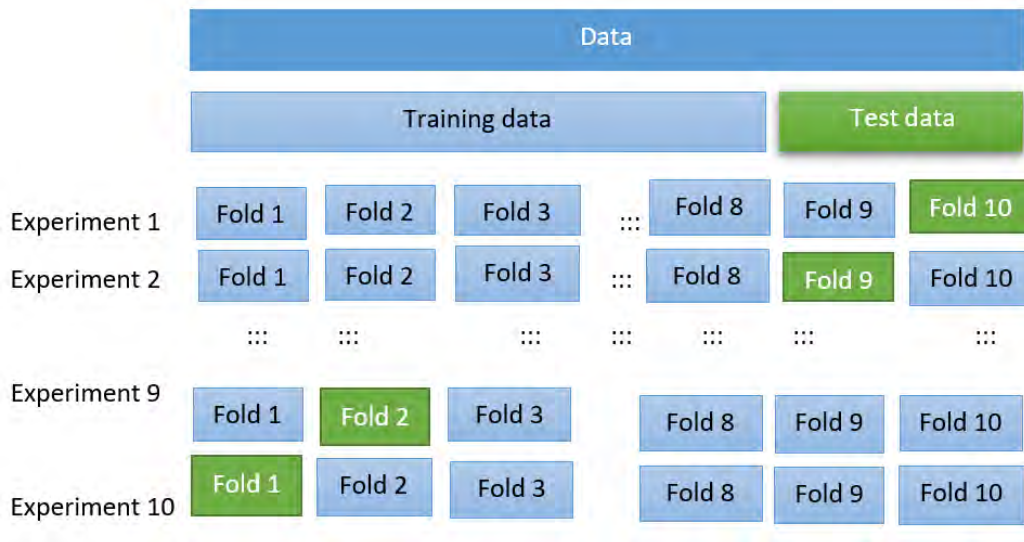 Data
Training data Test data
Experiment 1 Fold 1 Fold 2 Fold 3 ::: Fold 8 Fold 9 Fold 10
Experiment 2 Fold 1 Fold 2 Fold 3 ::: Fold 8 Fold 9 Fold 10
::: ::: ::: ::: ::: ::: :::
Experiment 9 Fold 1 Fold 2 Fold 3 Fold 8 Fold 9 Fold 10
Experiment 10 Fold 1 Fold 2 Fold 3 Fold 8 Fold 9 Fold 10